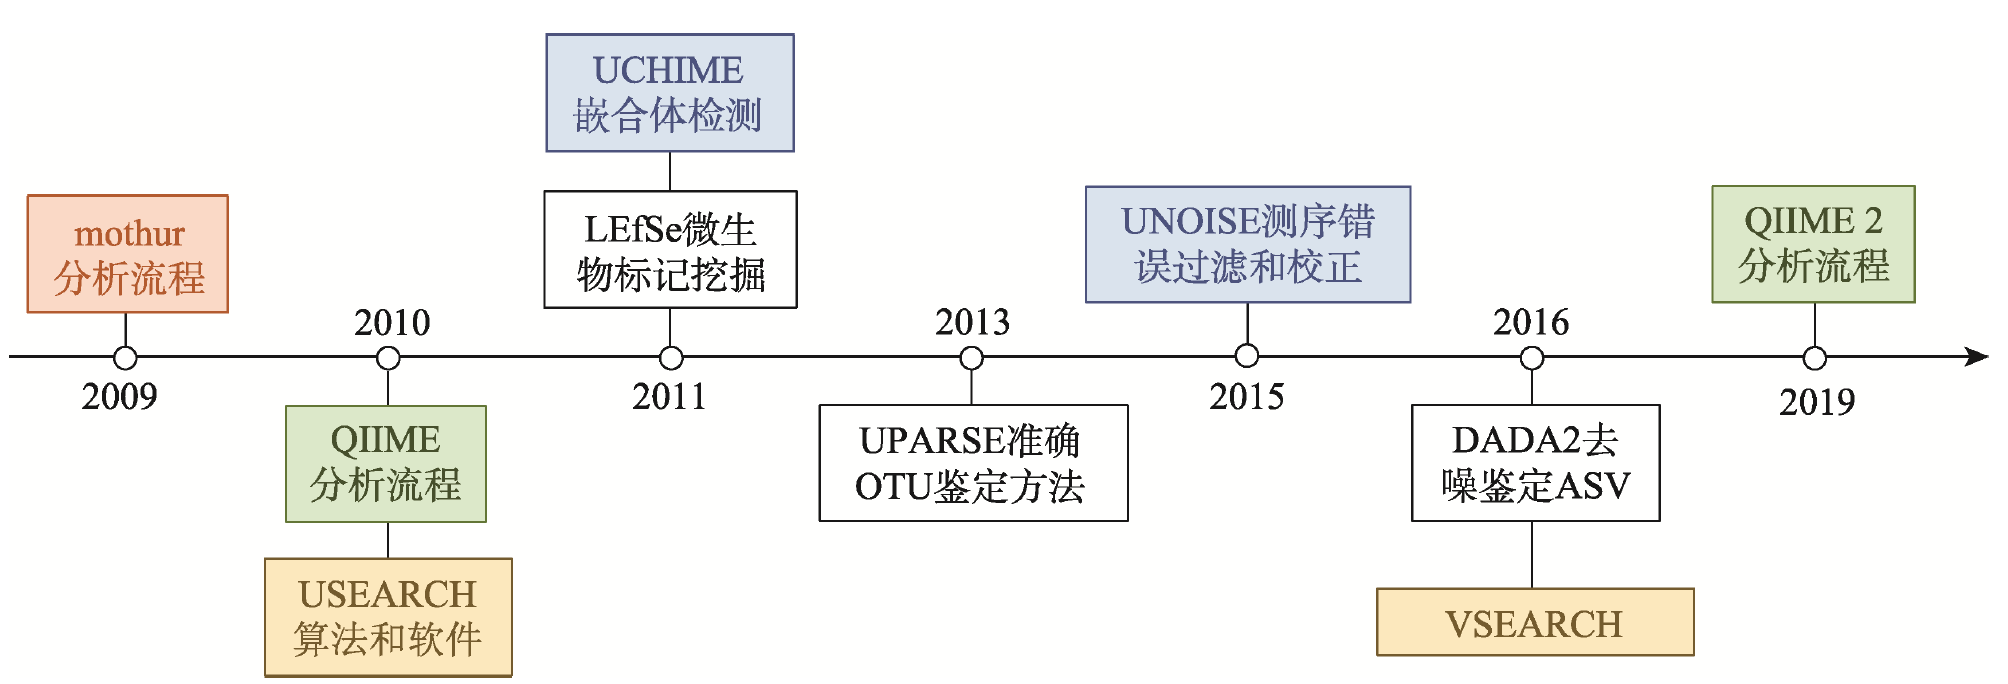 mothur
分析流程
2009
2010
QIIME
分析流程
USEARCH
算法和软件
UCHIME
嵌合体检测
LEfSe微生
物标记挖掘
2011
2013
UPARSE准确
OTU鉴定方法
UNOISE测序错
误过滤和校正
2015
2016
DADA2去
噪鉴定ASV
VSEARCH
QIIME 2
分析流程
2019